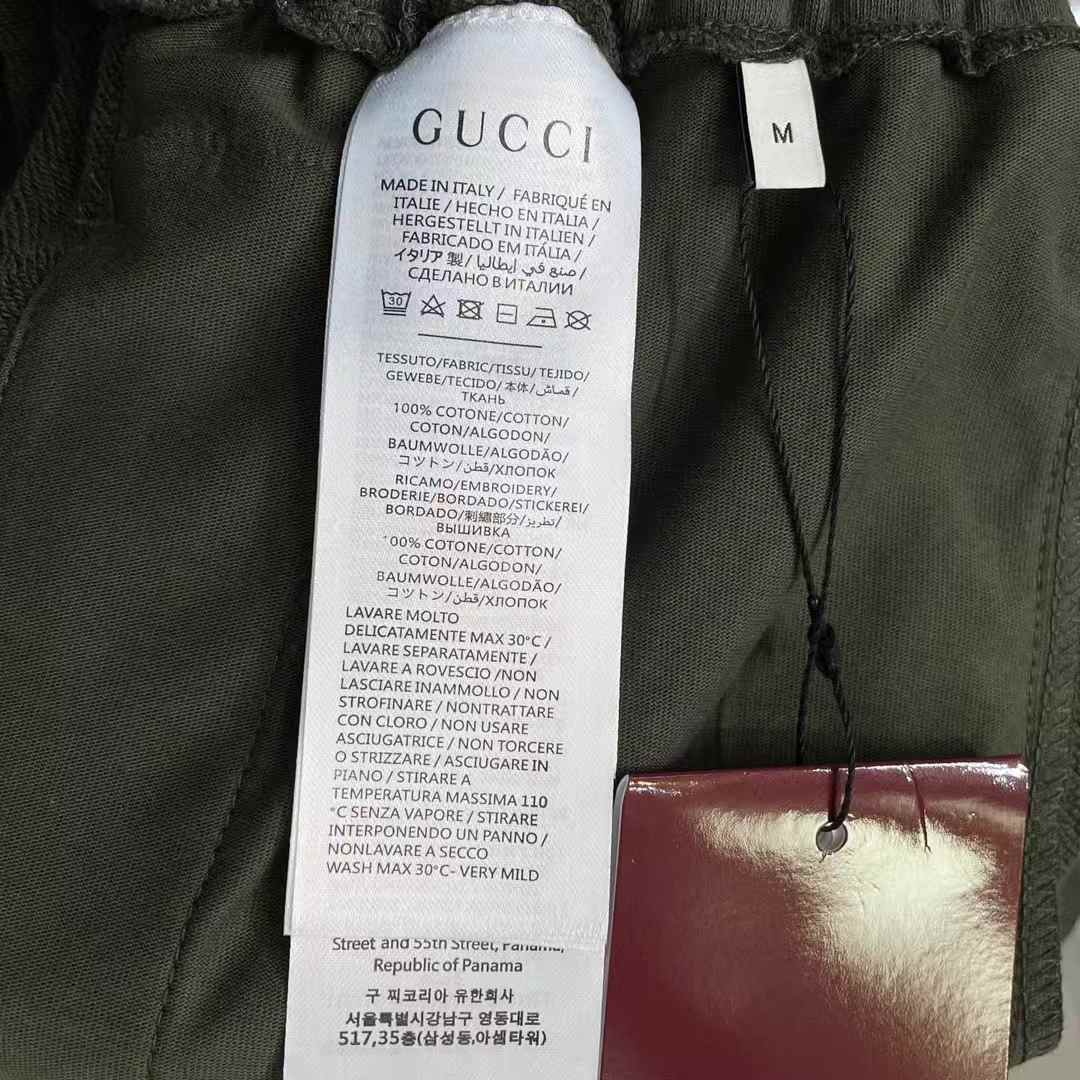 GUCCI
M
MADE IN ITALY / FABRIQUÉ EN
ITALIE / HECHO EN ITALIA /
HERGESTELLT IN ITALIEN /
FABRICADO EM ITÁLIA /
イタリア 製 / صنع في إيطاليا /
СДЕЛАНО В ИТАЛИИ
30
TESSUTO/FABRIC/TISSU/ TEJIDO/
GEWEBE/TECIDO/ 本体/قماش/
ТКАНЬ
100% COTONE/COTTON/
COTON/ALGODON/
BAUMWOLLE/ALGODÃO/
コットン/قطن/ХЛОПОК
RICAMO/EMBROIDERY/
BRODERIE/BORDADO/STICKEREI/
BORDADO/刺繡部分/تطريز/
ВЫШИВКА
100% COTONE/COTTON/
COTON/ALGODON/
BAUMWOLLE/ALGODÃO/
コットン/قطن/ХЛОПОК
LAVARE MOLTO
DELICATAMENTE MAX 30°C /
LAVARE SEPARATAMENTE /
LAVARE A ROVESCIO /NON
LASCIARE INAMMOLLO / NON
STROFINARE / NONTRATTARE
CON CLORO / NON USARE
ASCIUGATRICE / NON TORCERE
O STRIZZARE / ASCIUGARE IN
PIANO / STIRARE A
TEMPERATURA MASSIMA 110
°C SENZA VAPORE / STIRARE
INTERPONENDO UN PANNO /
NONLAVARE A SECCO
WASH MAX 30°C- VERY MILD
Street and 55th Street, Panama,
Republic of Panama
구 찌코리아 유한회사
서울특별시강남구 영동대로
517,35층(삼성동,아셈타워)